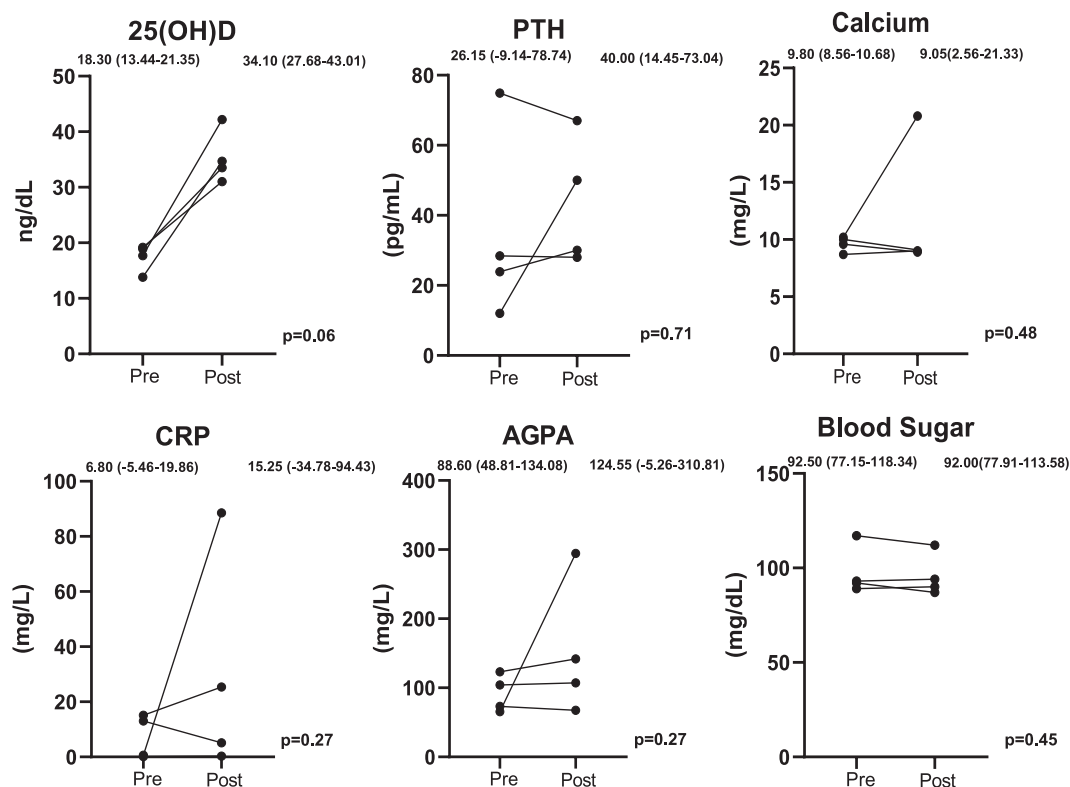 25(OH)D
18.30 (13.44-21.35) 34.10 (27.68-43.01)
50
40
30
20
10
0
ng/dL
Pre Post
p=0.06
PTH
26.15 (-9.14-78.74) 40.00 (14.45-73.04)
80
60
40
20
0
(pg/mL)
Pre Post
p=0.71
Calcium
9.80 (8.56-10.68) 9.05(2.56-21.33)
25
20
15
10
5
0
(mg/L)
Pre Post
p=0.48
CRP
6.80 (-5.46-19.86) 15.25 (-34.78-94.43)
100
80
60
40
20
0
(mg/L)
Pre Post
p=0.27
AGPA
88.60 (48.81-134.08) 124.55 (-5.26-310.81)
400
300
200
100
0
(mg/L)
Pre Post
p=0.27
Blood Sugar
92.50 (77.15-118.34) 92.00(77.91-113.58)
150
100
50
0
(mg/dL)
Pre Post
p=0.45